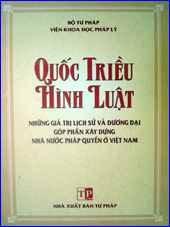 BỘ TƯ PHÁP
VIỆN KHOA HỌC PHÁP LÝ
QUỐC TRIỀU
HÌNH LUẬT
NHỮNG GIÁ TRỊ LỊCH SỬ VÀ ĐƯƠNG ĐẠI
GÓP PHẦN XÂY DỰNG
NHÀ NƯỚC PHÁP QUYỀN Ở VIỆT NAM
TP
NHÀ XUẤT BẢN TƯ PHÁP